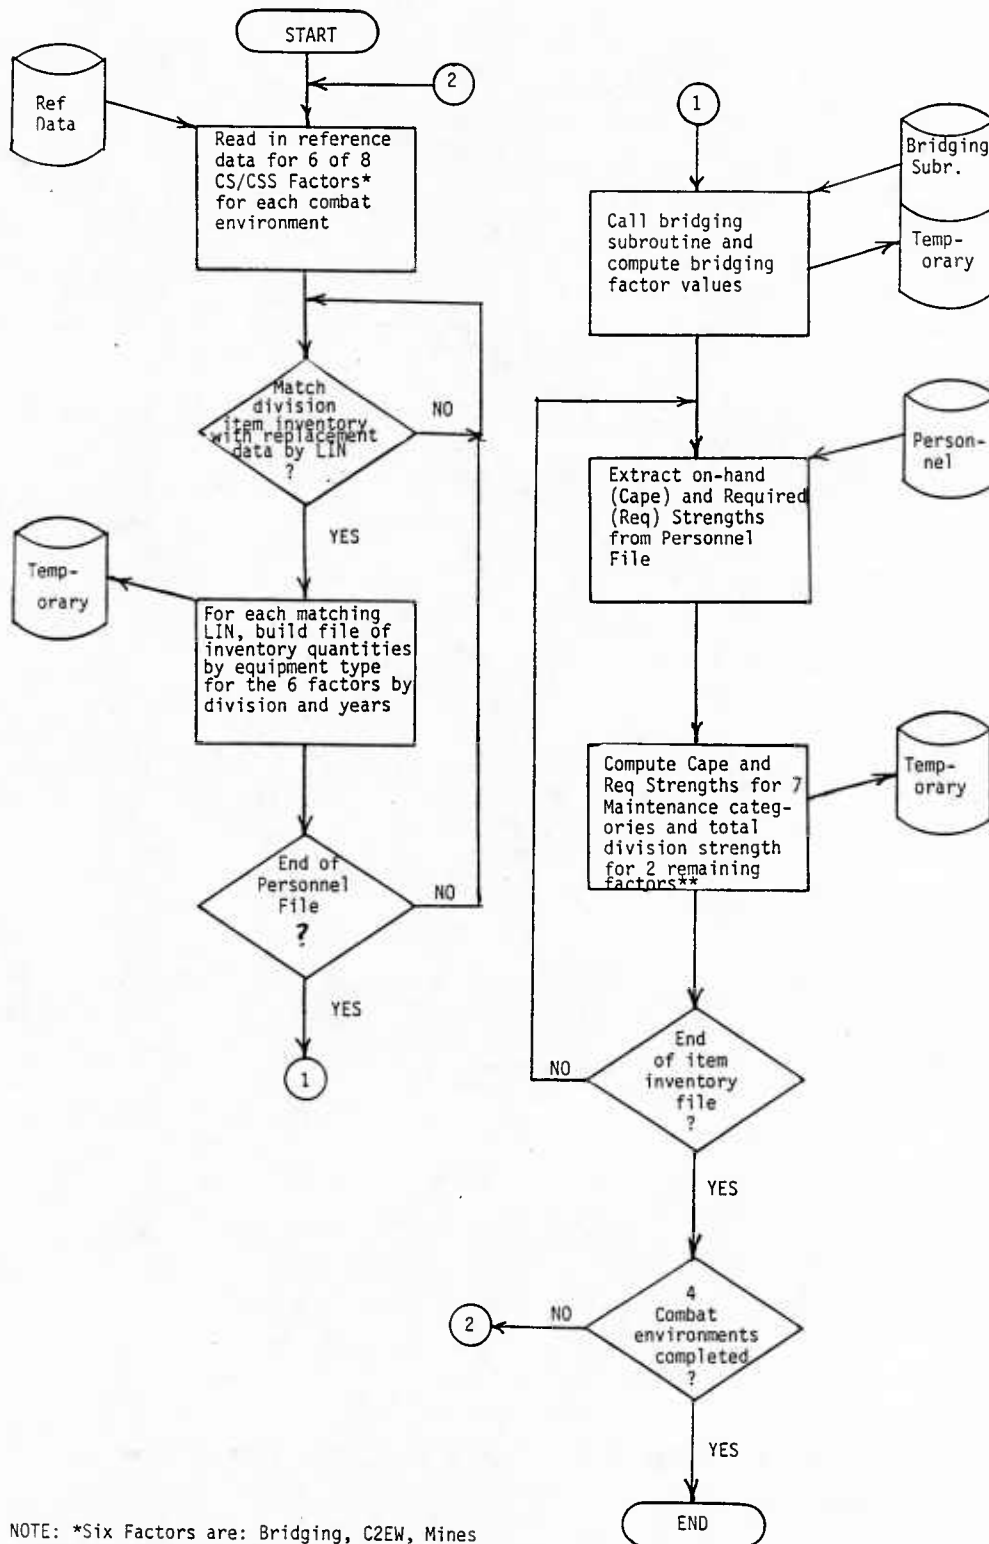 START
2
Ref
Data
Read in reference
data for 6 of 8
CS/CSS Factors*
for each combat
environment
Match
division
item inventory
with replacement
data by LIN
?
NO
YES
Temp-
orary
For each matching
LIN, build file of
inventory quantities
by equipment type
for the 6 factors by
division and years
End of
Personnel
File
?
NO
YES
1
1
Bridging
Subr.
Temp-
orary
Call bridging
subroutine and
compute bridging
factor values
Person-
nel
Extract on-hand
(Cape) and Required
(Req) Strengths
from Personnel
File
Compute Cape and
Req Strengths for 7
Maintenance categ-
ories and total
division strength
for 2 remaining
factors**
Temp-
orary
End
of item
inventory
file
?
NO
YES
4
Combat
environments
completed
?
NO
2
YES
END
NOTE: *Six Factors are: Bridging, C2EW, Mines